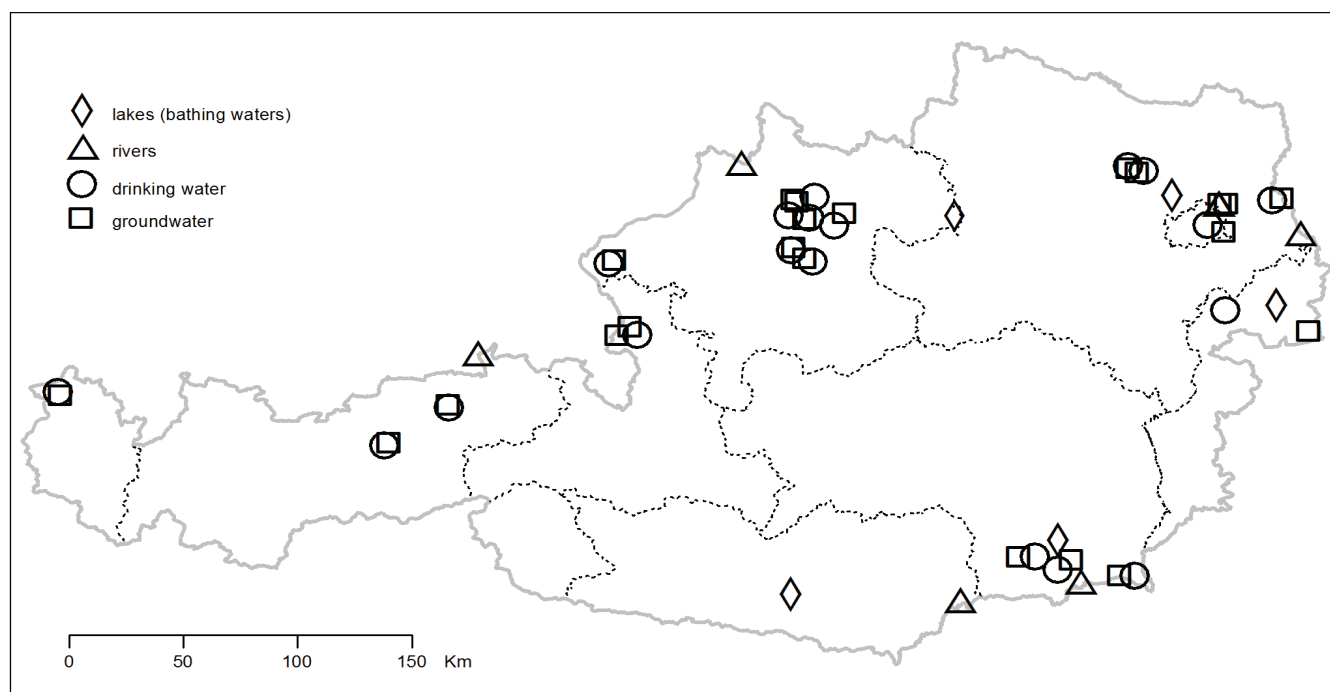 lakes (bathing waters)
rivers
drinking water
groundwater
0 50 100 150 Km